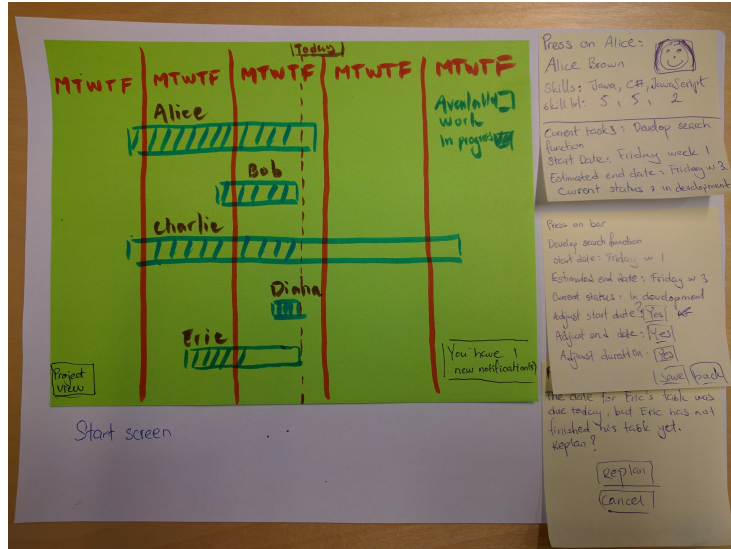 Today
MTWTF MTWTF MTWTF MTWTF MTWTF
Alice
Available
work
In progress
Bob
Charlie
Diana
Eric
Project
view
You have 1
new notification(s)
Start screen
Press on Alice:
Alice Brown
Skills: Java, C#, JavaScript
skill lvl: 5, 5, 2
Current tasks: Develop search
function
Start Date: Friday week 1
Estimated end date: Friday w 3
Current status: in development
Press on bar
Develop search function
start date: Friday w 1
Estimated end date: Friday w 3
Current status: In development
Adjust start date? Yes
Adjust end date: Yes
Adjust duration: Yes
Save back
The date for Eric's table was
due today, but Eric has not
finished his table yet.
Replan?
Replan
Cancel